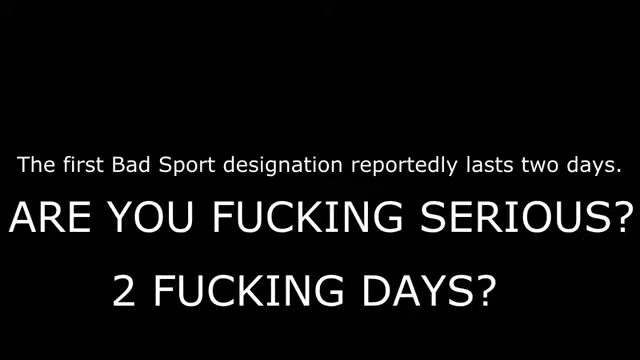 The first Bad Sport designation reportedly lasts two days.
ARE YOU FUCKING SERIOUS?
2 FUCKING DAYS?